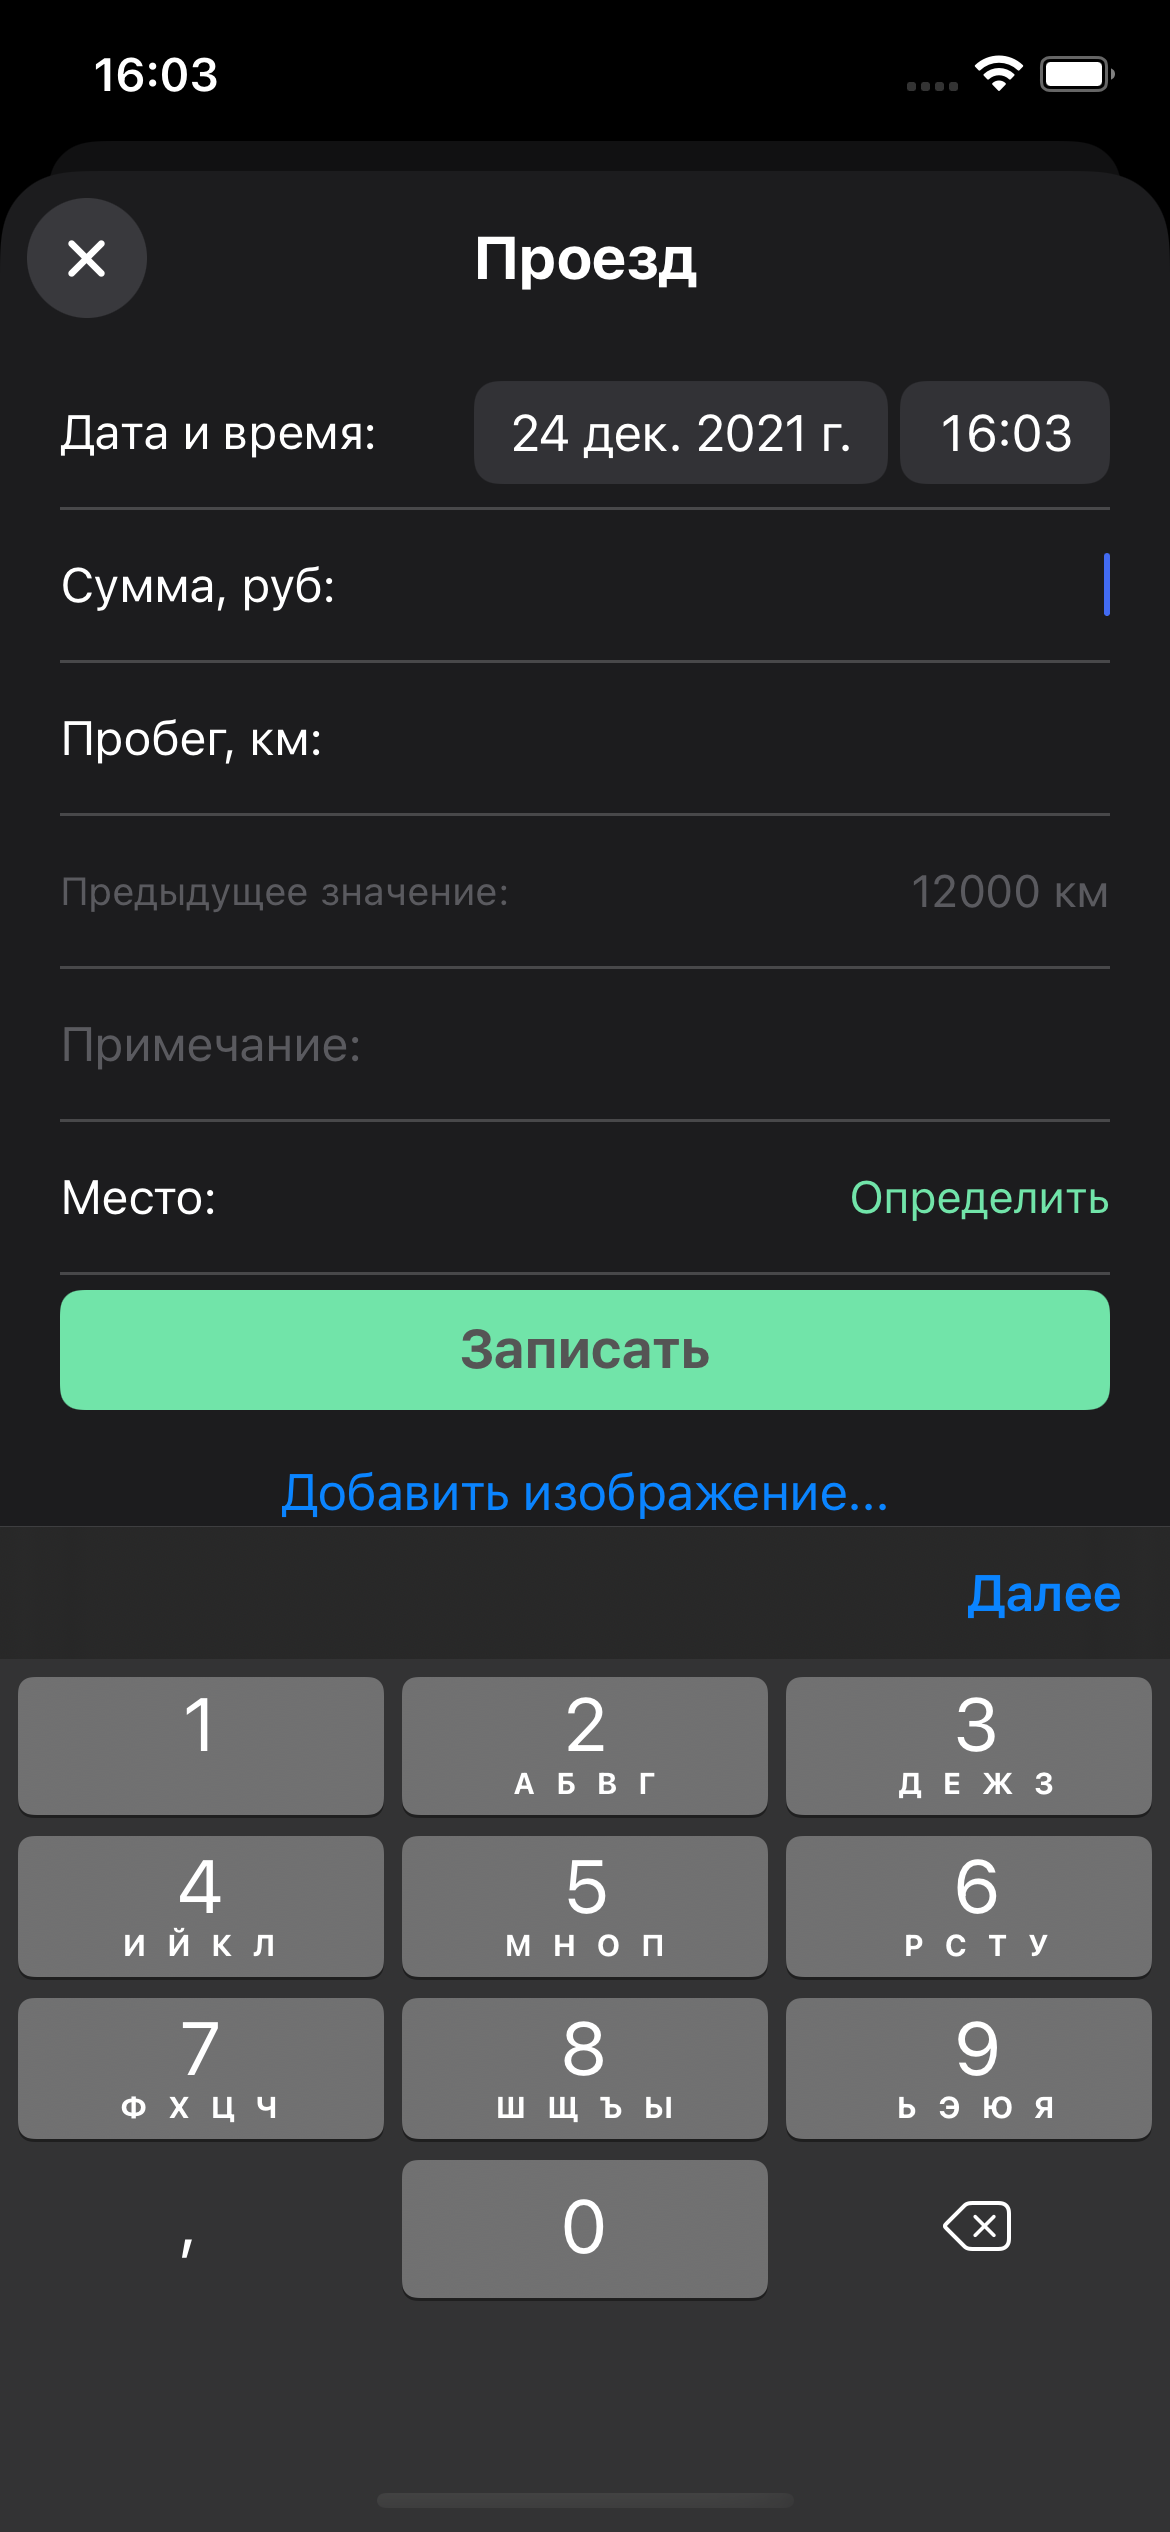 16:03
Проезд
Дата и время: 24 дек. 2021 г. 16:03
Сумма, руб:
Пробег, км:
Предыдущее значение: 12000 км
Примечание:
Место: Определить
Записать
Добавить изображение...
Далее
1 2 3
А Б В Г Д Е Ж З
4 5 6
И Й К Л М Н О П Р С Т У
7 8 9
Ф Х Ц Ч Ш Щ Ъ Ы Ь Э Ю Я
, 0